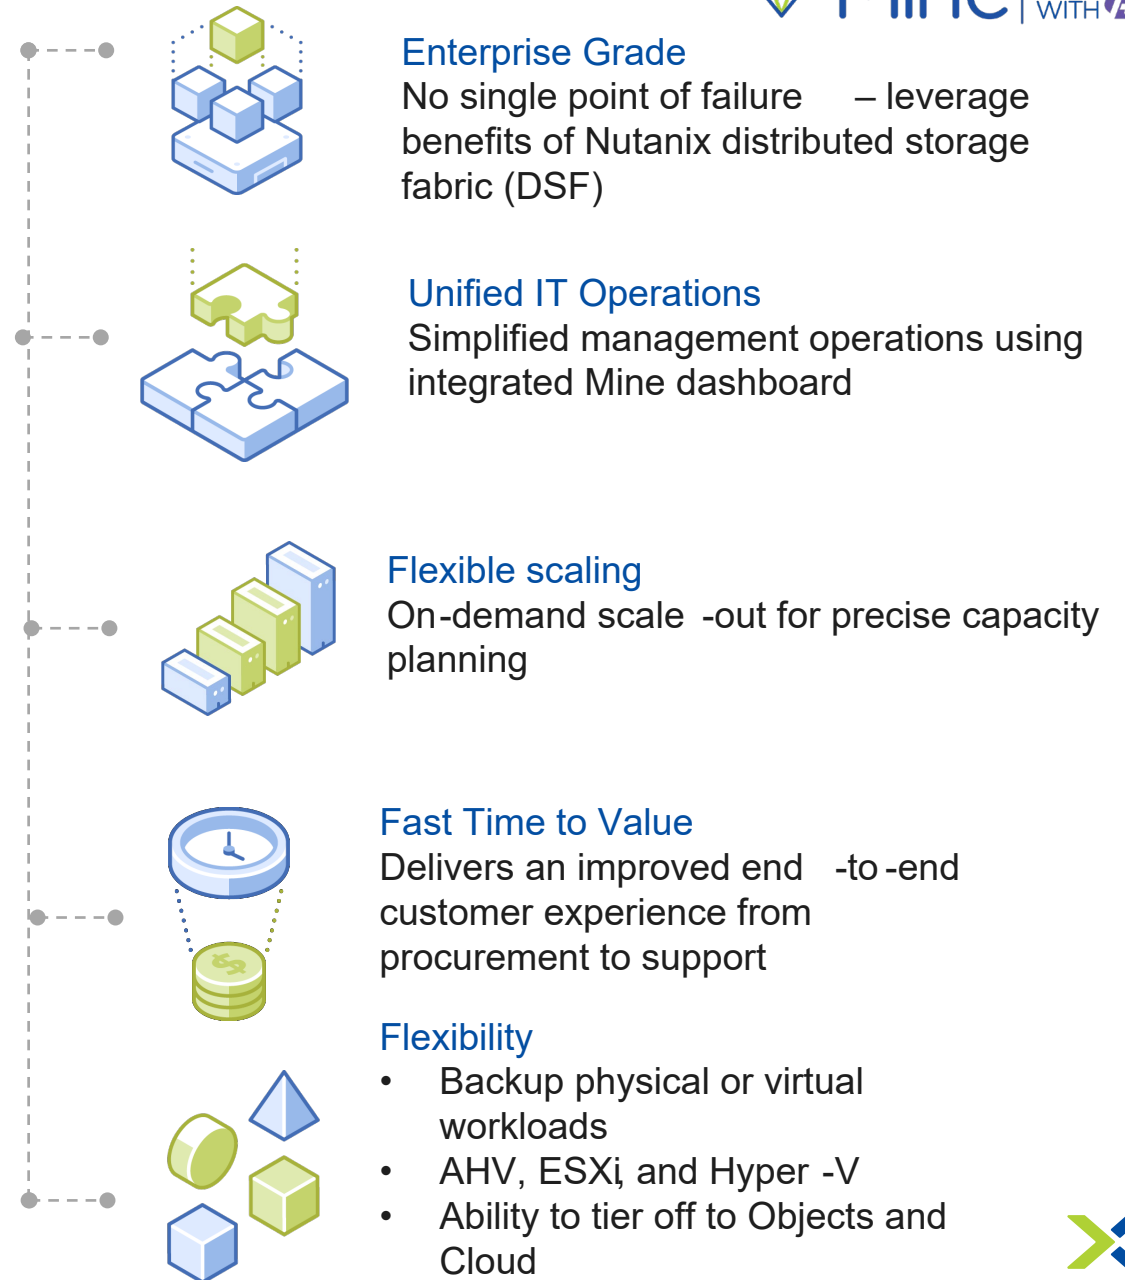 Mine | WITH
Enterprise Grade
No single point of failure – leverage
benefits of Nutanix distributed storage
fabric (DSF)
Unified IT Operations
Simplified management operations using
integrated Mine dashboard
Flexible scaling
On-demand scale -out for precise capacity
planning
Fast Time to Value
Delivers an improved end -to -end
customer experience from
procurement to support
$
Flexibility
• Backup physical or virtual
workloads
• AHV, ESXi, and Hyper -V
• Ability to tier off to Objects and
Cloud